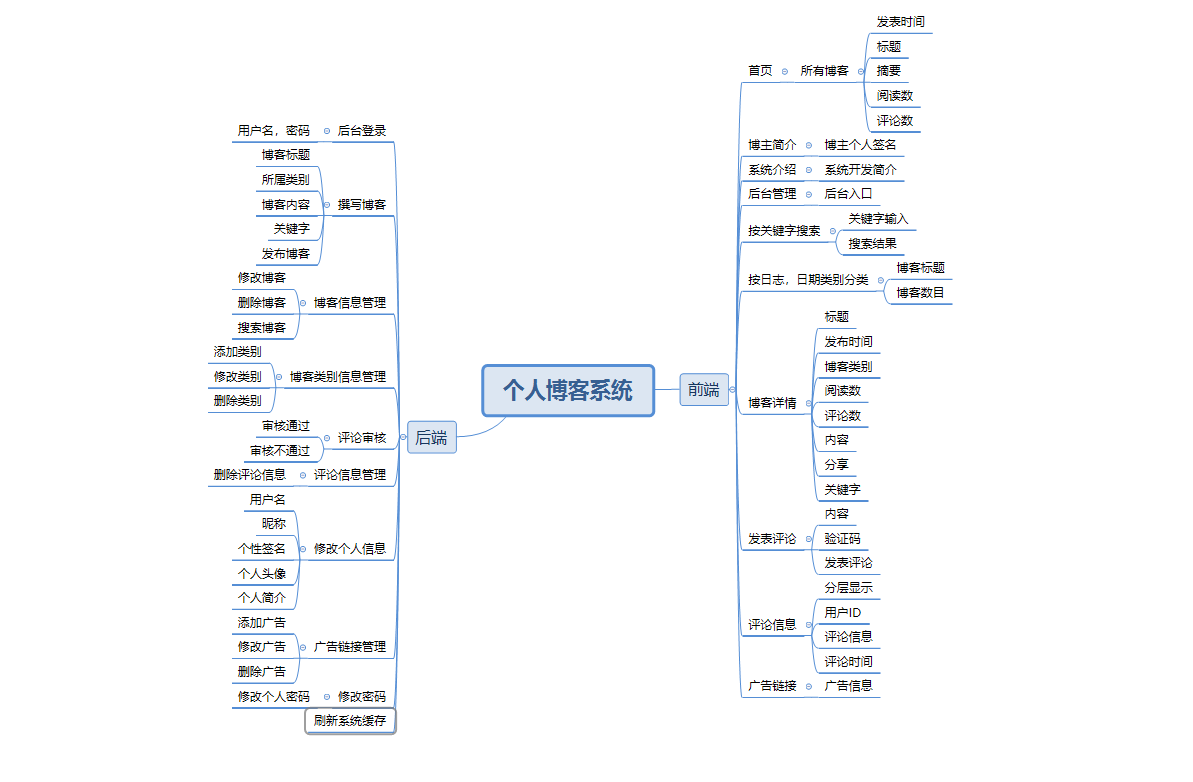 个人博客系统
前端
首页
所有博客
发表时间
标题
摘要
阅读数
评论数
博主简介
博主个人签名
系统介绍
系统开发简介
后台管理
后台入口
按关键字搜索
关键字输入
搜索结果
按日志，日期类别分类
博客标题
博客数目
博客详情
标题
发布时间
博客类别
阅读数
评论数
内容
分享
关键字
发表评论
内容
验证码
发表评论
评论信息
分层显示
用户ID
评论信息
评论时间
广告链接
广告信息
后端
后台登录
用户名，密码
撰写博客
博客标题
所属类别
博客内容
关键字
发布博客
博客信息管理
修改博客
删除博客
搜索博客
博客类别信息管理
添加类别
修改类别
删除类别
评论审核
审核通过
审核不通过
评论信息管理
删除评论信息
修改个人信息
用户名
昵称
个性签名
个人头像
个人简介
广告链接管理
添加广告
修改广告
删除广告
修改密码
修改个人密码
刷新系统缓存